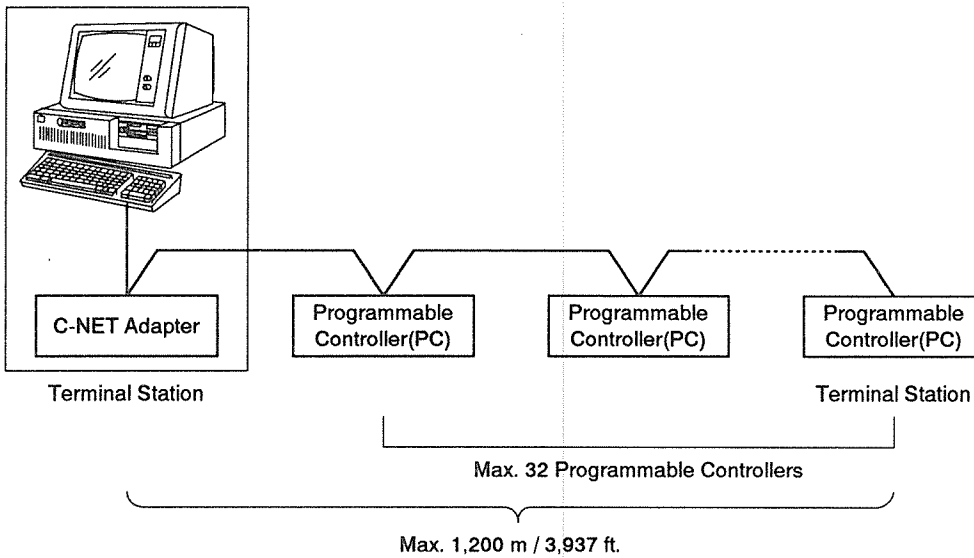 C-NET Adapter
Programmable
Controller(PC)
Programmable
Controller(PC)
Programmable
Controller(PC)
Terminal Station
Terminal Station
Max. 32 Programmable Controllers
Max. 1,200 m / 3,937 ft.